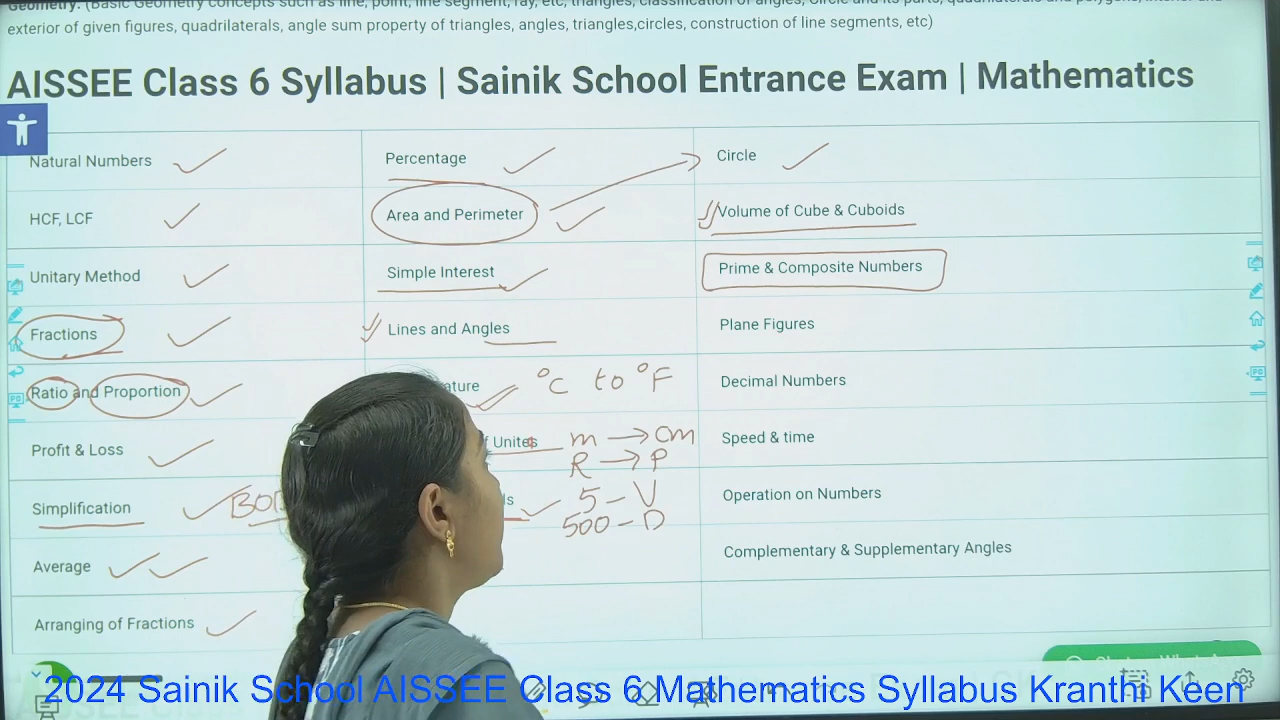 exterior of given figures, quadrilaterals, angle sum property of triangles, angles, triangles,circles, construction of line segments, etc)
AISSEE Class 6 Syllabus | Sainik School Entrance Exam | Mathematics
Natural Numbers
Percentage
Circle
HCF, LCF
Area and Perimeter
Volume of Cube & Cuboids
Unitary Method
Simple Interest
Prime & Composite Numbers
Fractions
Lines and Angles
Plane Figures
Ratio and Proportion
°C to °F
Decimal Numbers
Profit & Loss
Unites
m → cm
R → P
Speed & time
Simplification
5 - V
500 - D
Operation on Numbers
Average
Complementary & Supplementary Angles
Arranging of Fractions
2024 Sainik School AISSEE Class 6 Mathematics Syllabus Kranthi Keen